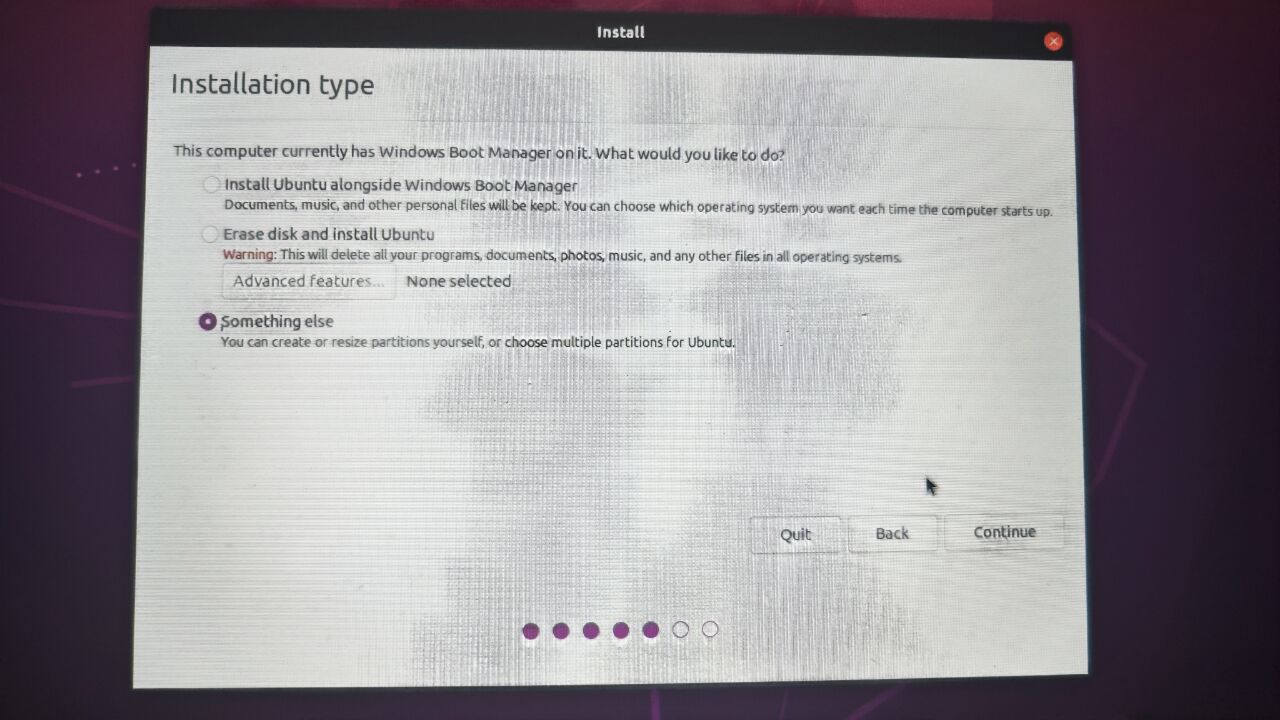 Install
Installation type
This computer currently has Windows Boot Manager on it. What would you like to do?
Install Ubuntu alongside Windows Boot Manager
Documents, music, and other personal files will be kept. You can choose which operating system you want each time the computer starts up.
Erase disk and install Ubuntu
Warning: This will delete all your programs, documents, photos, music, and any other files in all operating systems.
Advanced features... None selected
Something else
You can create or resize partitions yourself, or choose multiple partitions for Ubuntu.
Quit Back Continue